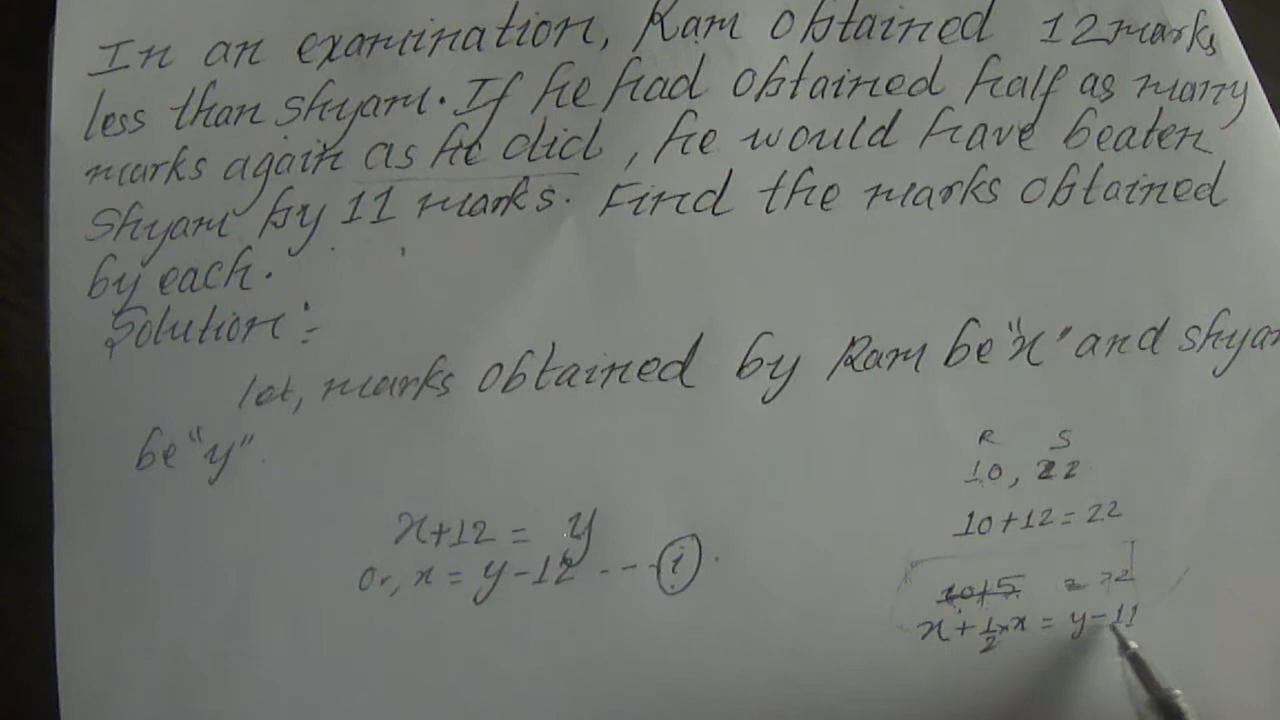 In an examination, Ram obtained 12 marks
less than Shyam. If he had obtained half as many
marks again as he did, he would have beaten
Shyam by 11 marks. Find the marks obtained
by each.
Solution:-
let, marks obtained by Ram be "x" and shyam
be "y".
R S
10, 22
10+12=22
x+12 = y
Or, x = y-12 --- (i)
10+5 = 22
x+½×x = y-11